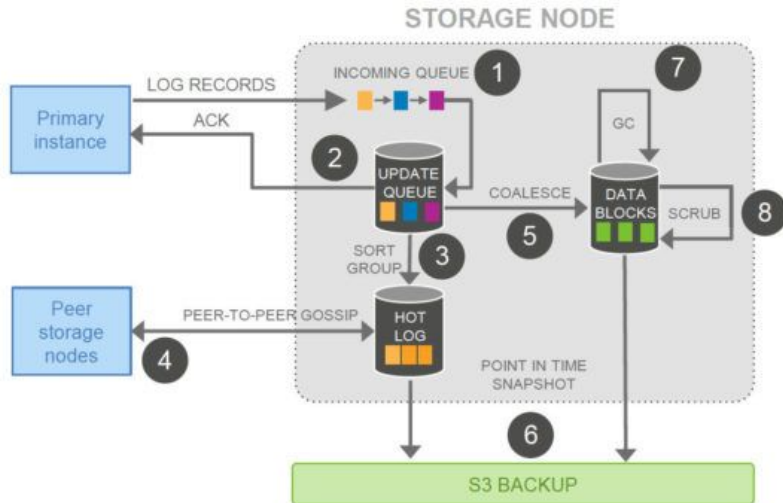 STORAGE NODE
INCOMING QUEUE
1
7
LOG RECORDS
Primary
instance
ACK
GC
2
UPDATE
QUEUE
COALESCE
DATA
BLOCKS
SCRUB
8
5
SORT
GROUP
3
PEER-TO-PEER GOSSIP
HOT
LOG
Peer
storage
nodes
4
POINT IN TIME
SNAPSHOT
6
S3 BACKUP